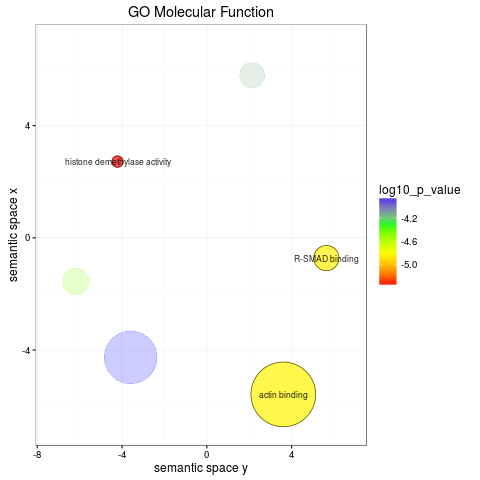 GO Molecular Function
semantic space x
4
0
-4
histone demethylase activity
R-SMAD binding
actin binding
-8
-4
0
4
semantic space y
log10_p_value
-4.2
-4.6
-5.0